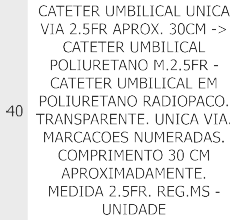 CATETER UMBILICAL UNICA
VIA 2.5FR APROX. 30CM ->
CATETER UMBILICAL
POLIURETANO M.2.5FR -
CATETER UMBILICAL EM
POLIURETANO RADIOPACO.
40
TRANSPARENTE. UNICA VIA.
MARCACOES NUMERADAS.
COMPRIMENTO 30 CM
APROXIMADAMENTE.
MEDIDA 2.5FR. REG.MS -
UNIDADE